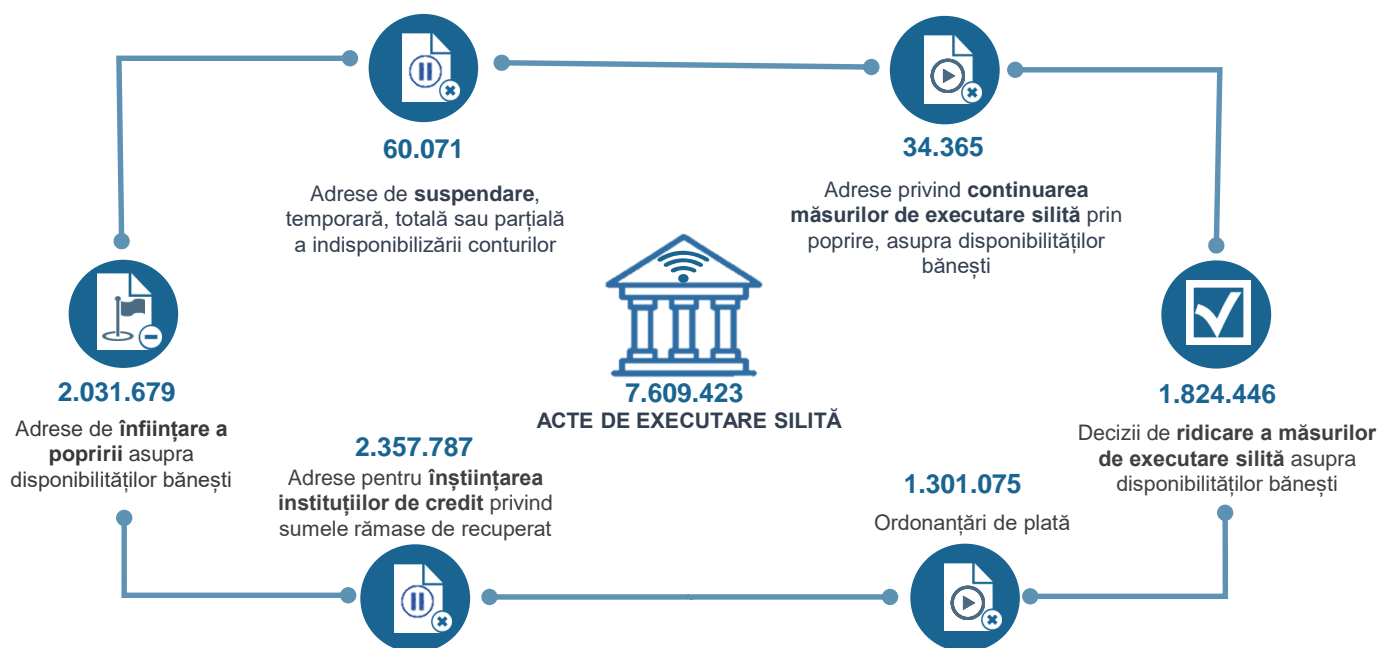 60.071
Adrese de suspendare,
temporară, totală sau parțială
a indisponibilizării conturilor
34.365
Adrese privind continuarea
măsurilor de executare silită prin
poprire, asupra disponibilităților
bănești
2.031.679
Adrese de înființare a
popririi asupra
disponibilităților bănești
7.609.423
ACTE DE EXECUTARE SILITĂ
1.824.446
Decizii de ridicare a măsurilor
de executare silită asupra
disponibilităților bănești
2.357.787
Adrese pentru înștiințarea
instituțiilor de credit privind
sumele rămase de recuperat
1.301.075
Ordonanțări de plată